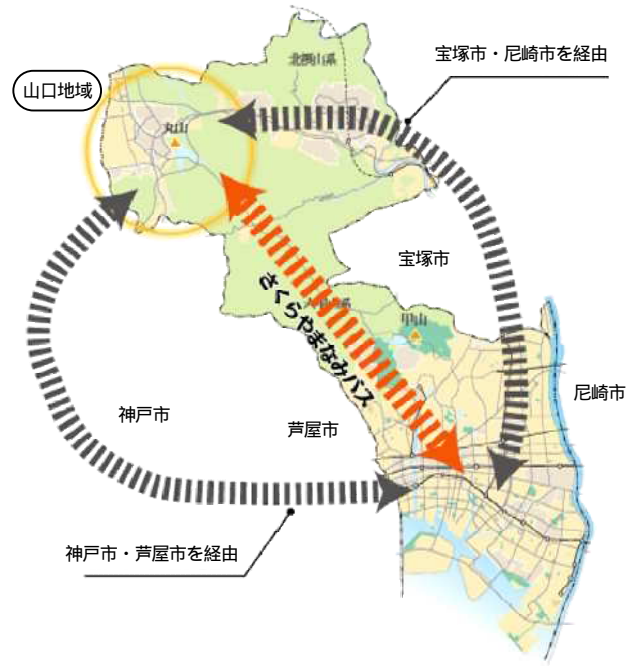 宝塚市・尼崎市を経由
北摂山系
山口地域
丸山
宝塚市
さくらやまなみバス
甲山
尼崎市
神戸市
芦屋市
神戸市・芦屋市を経由